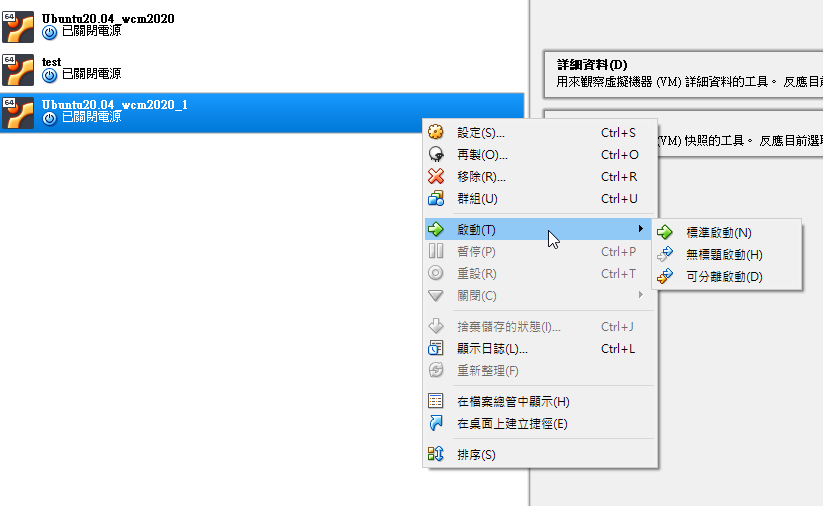 64
Ubuntu20.04_wcm2020
已關閉電源
64
test
已關閉電源
64
Ubuntu20.04_wcm2020_1
已關閉電源
詳細資料(D)
用來觀察虛擬機器 (VM) 詳細資料的工具。 反應目前
(VM) 快照的工具。 反應目前選取
設定(S)... Ctrl+S
再製(O)... Ctrl+O
移除(R)... Ctrl+R
群組(U) Ctrl+U
啟動(T)
暫停(P) Ctrl+P
重設(R) Ctrl+T
關閉(C)
捨棄儲存的狀態(I)... Ctrl+J
顯示日誌(L)... Ctrl+L
重新整理(F)
在檔案總管中顯示(H)
在桌面上建立捷徑(E)
排序(S)
標準啟動(N)
無標題啟動(H)
可分離啟動(D)